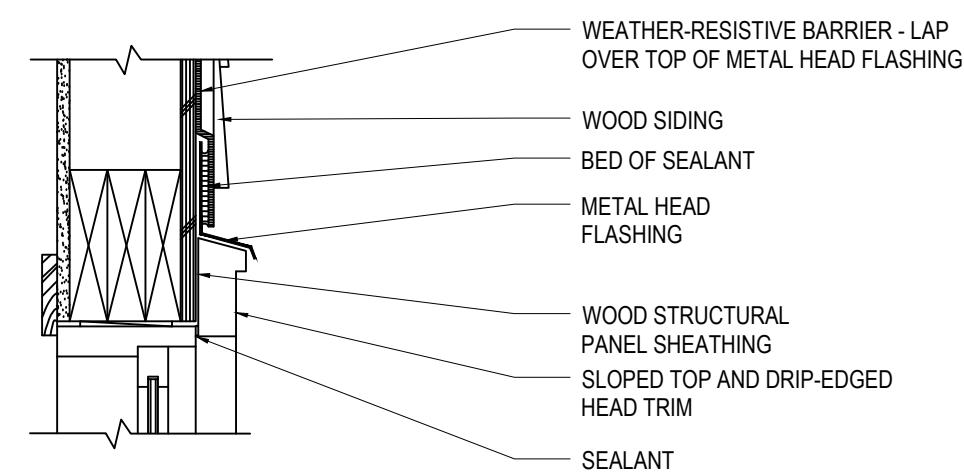 WEATHER-RESISTIVE BARRIER - LAP
OVER TOP OF METAL HEAD FLASHING
WOOD SIDING
BED OF SEALANT
METAL HEAD
FLASHING
WOOD STRUCTURAL
PANEL SHEATHING
SLOPED TOP AND DRIP-EDGED
HEAD TRIM
SEALANT